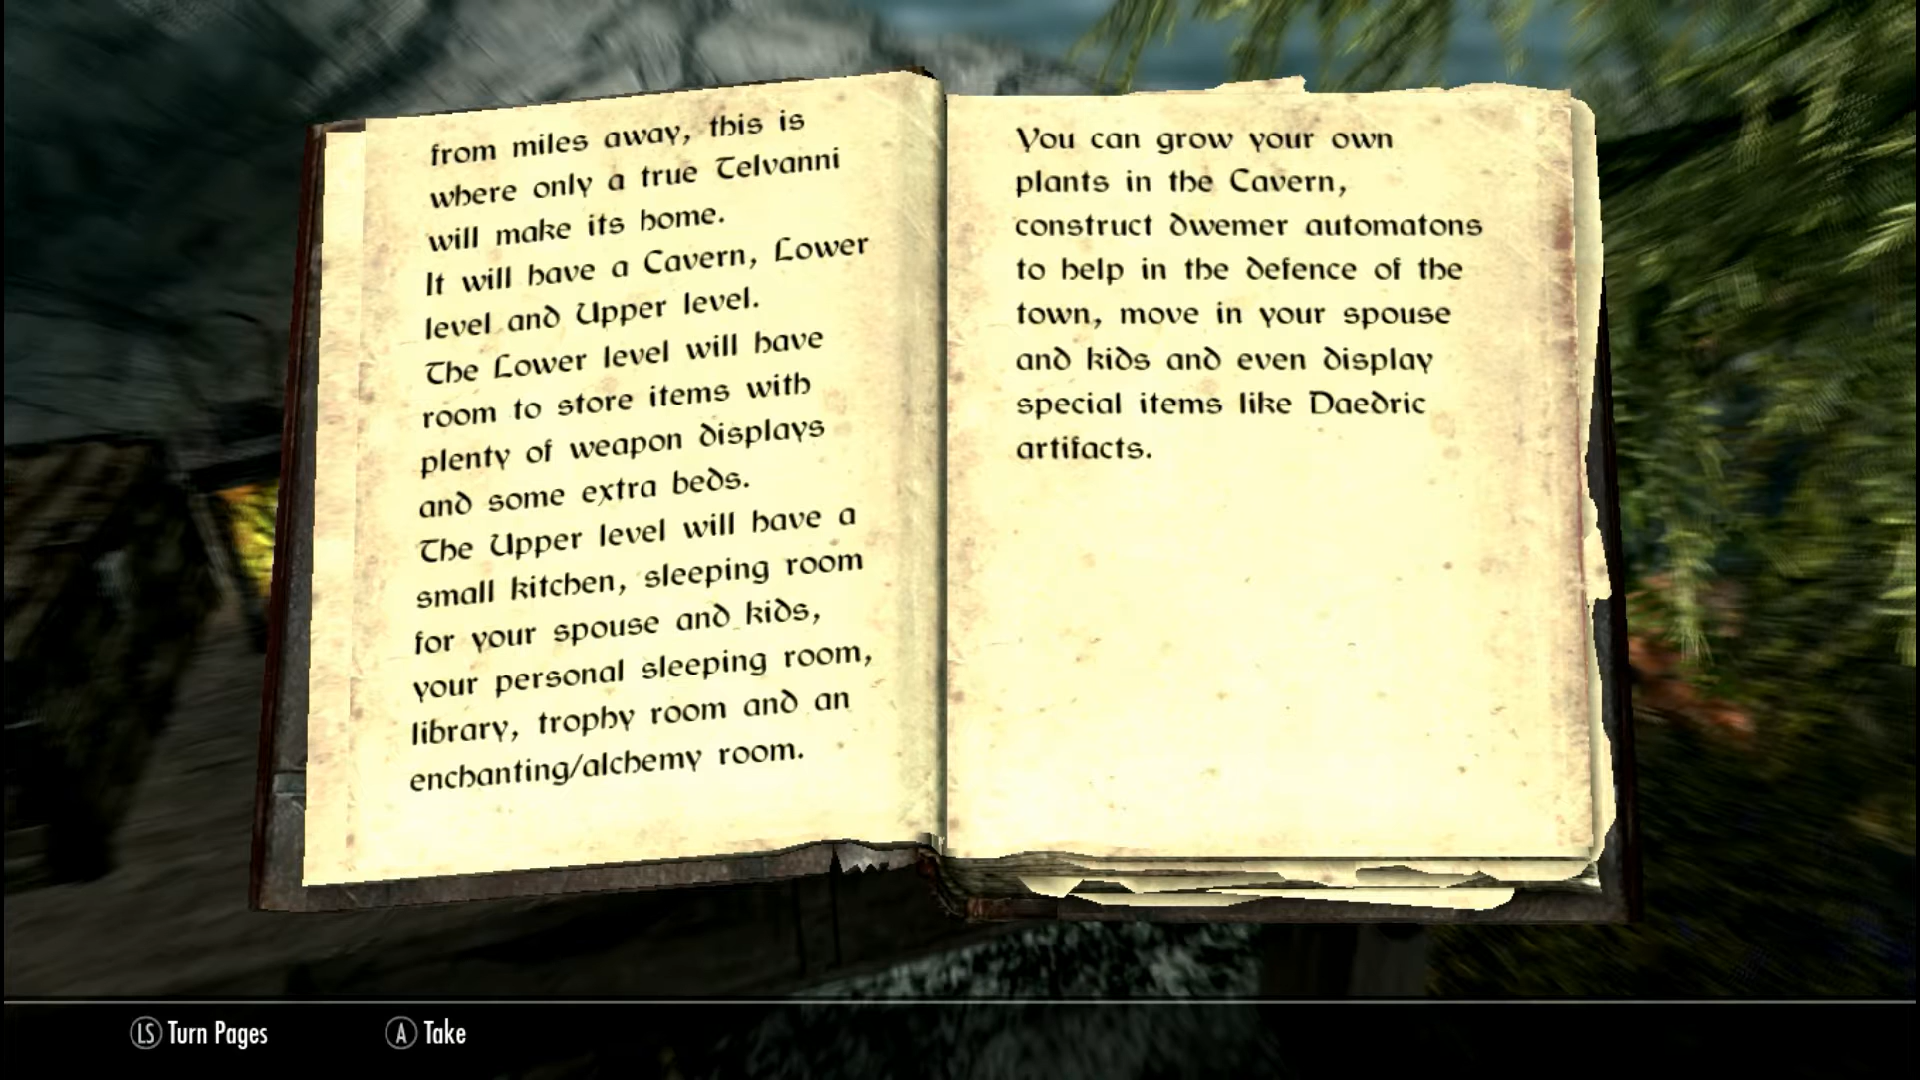 from miles away, this is
where only a true Telvanni
will make its home.
It will have a Cavern, Lower
level and Upper level.
The Lower level will have
room to store items with
plenty of weapon displays
and some extra beds.
The Upper level will have a
small kitchen, sleeping room
for your spouse and kids,
your personal sleeping room,
library, trophy room and an
enchanting/alchemy room.
You can grow your own
plants in the Cavern,
construct dwemer automatons
to help in the defence of the
town, move in your spouse
and kids and even display
special items like Daedric
artifacts.
LS Turn Pages
A Take